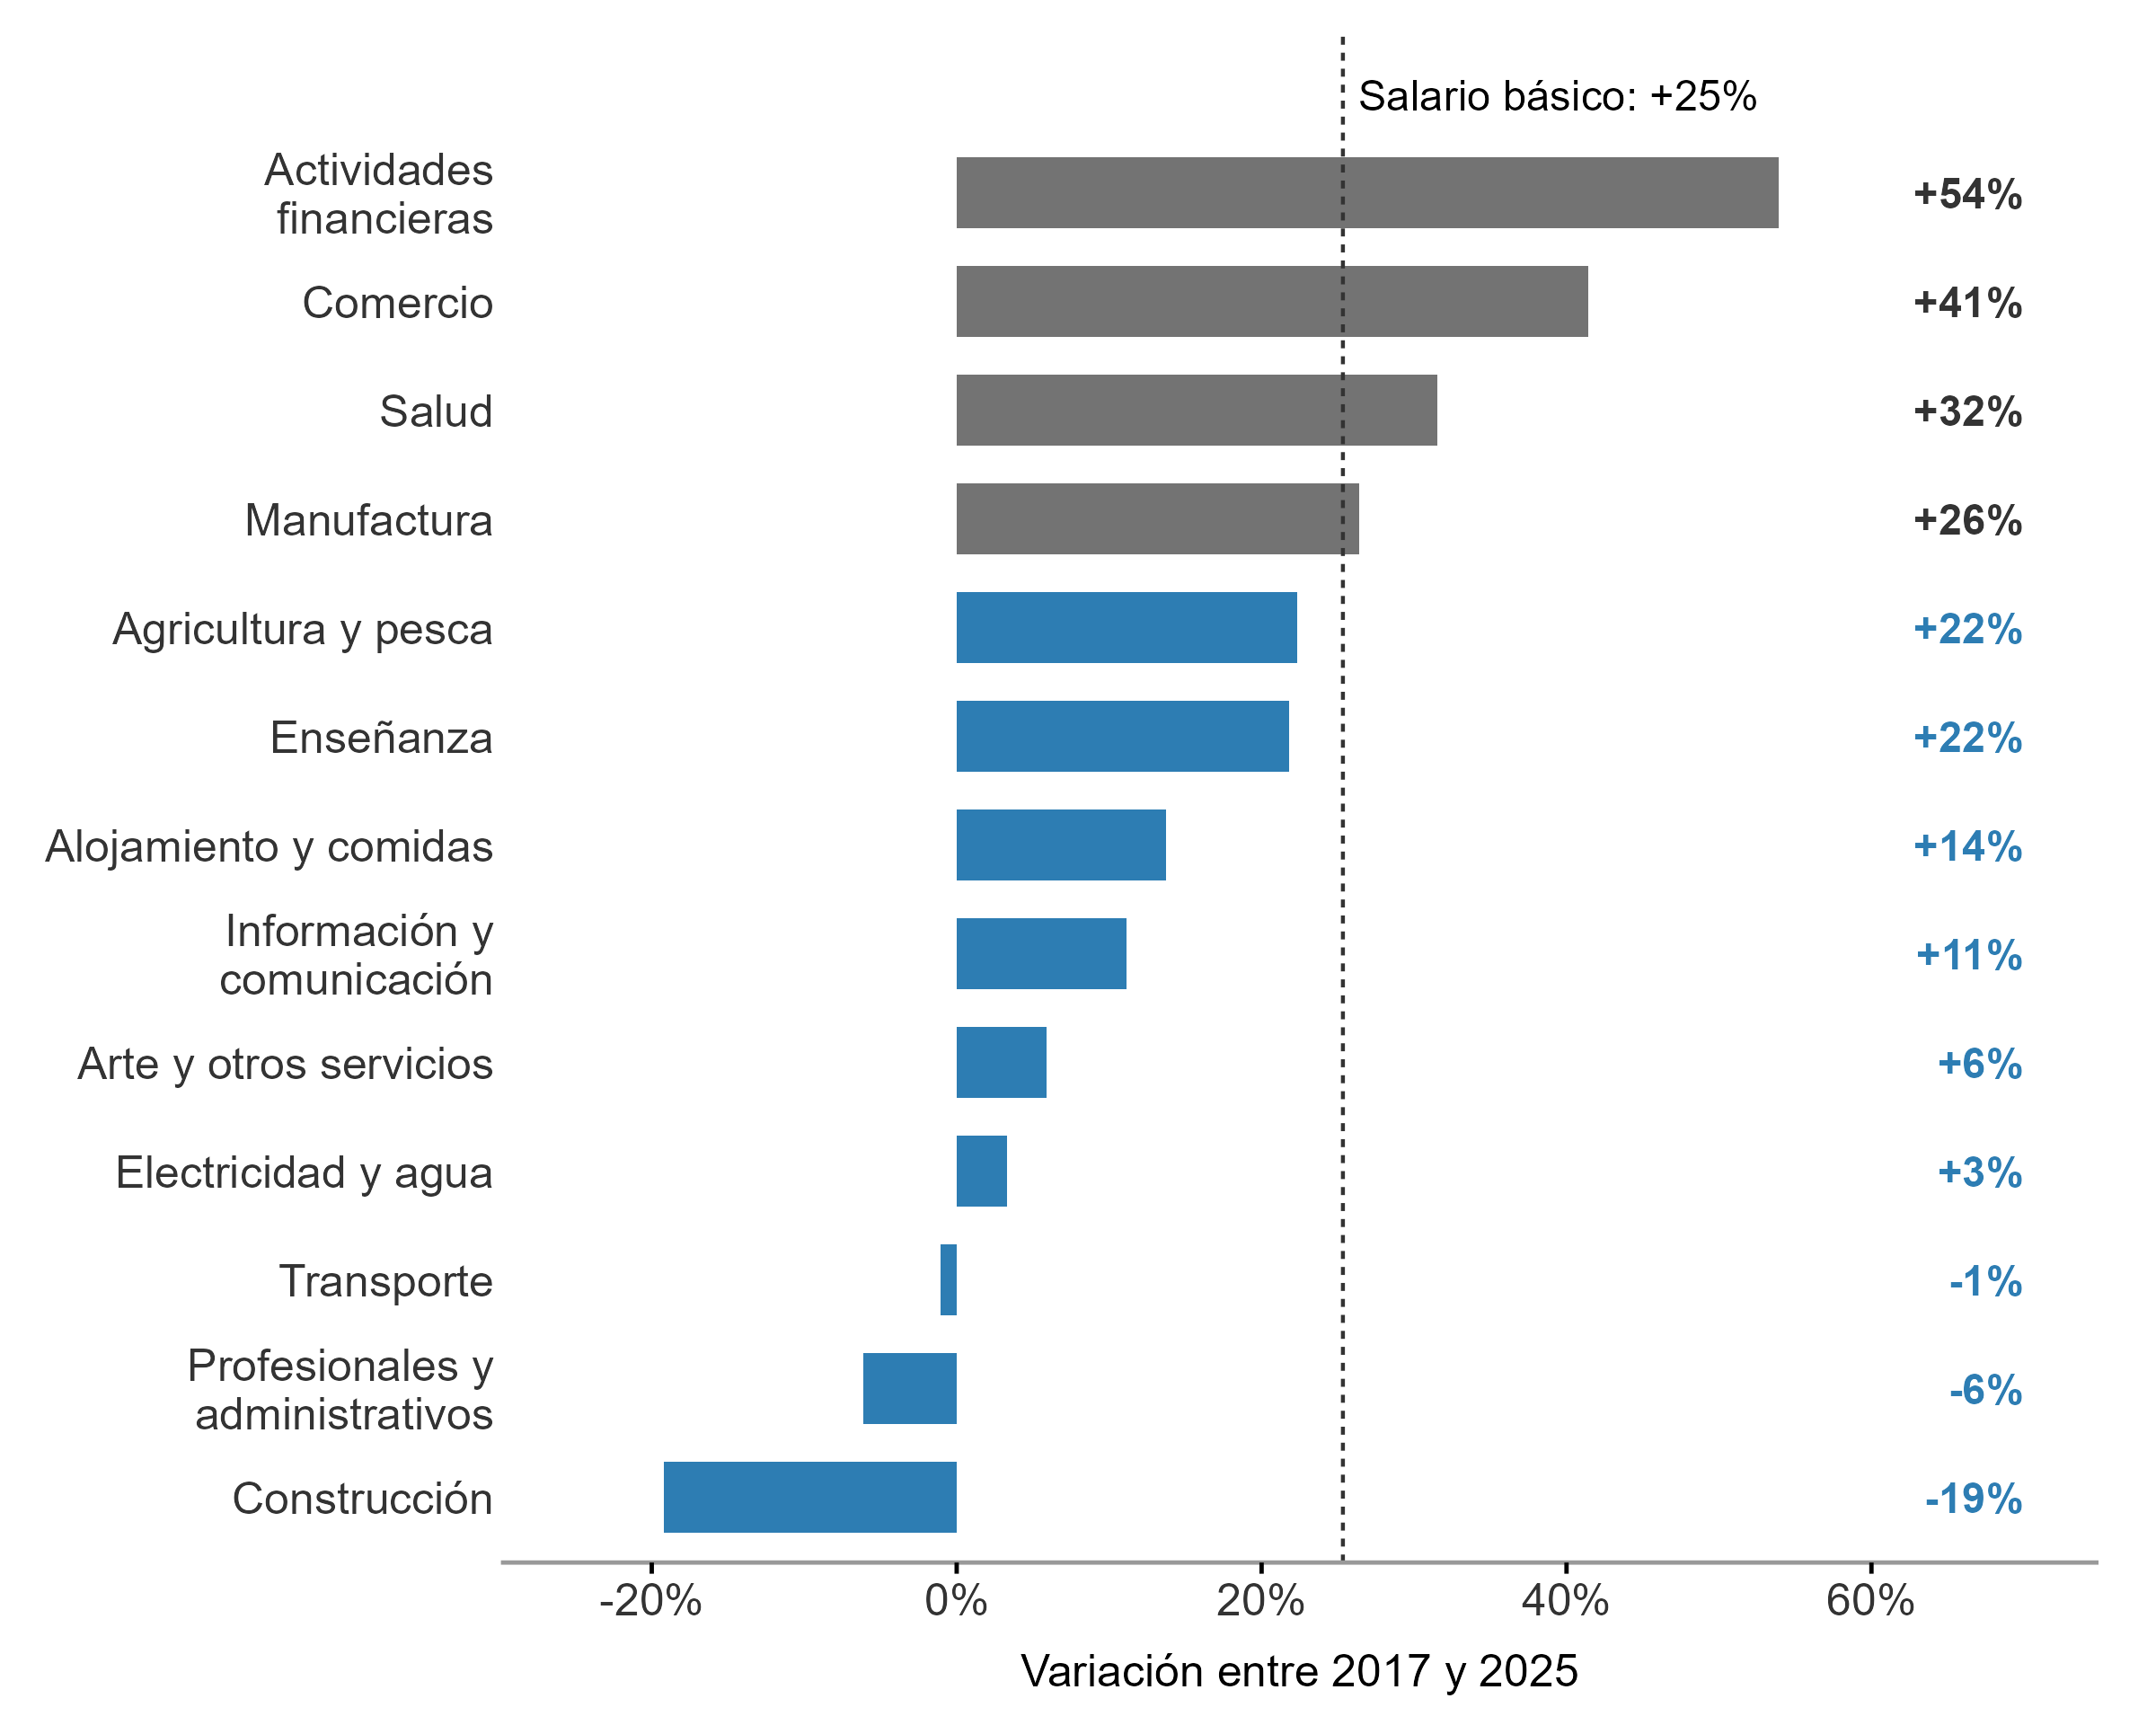 Salario básico: +25%
Actividades
financieras
+54%
Comercio
+41%
Salud
+32%
Manufactura
+26%
Agricultura y pesca
+22%
Enseñanza
+22%
Alojamiento y comidas
+14%
Información y
comunicación
+11%
Arte y otros servicios
+6%
Electricidad y agua
+3%
Transporte
-1%
Profesionales y
administrativos
-6%
Construcción
-19%
-20%
0%
20%
40%
60%
Variación entre 2017 y 2025